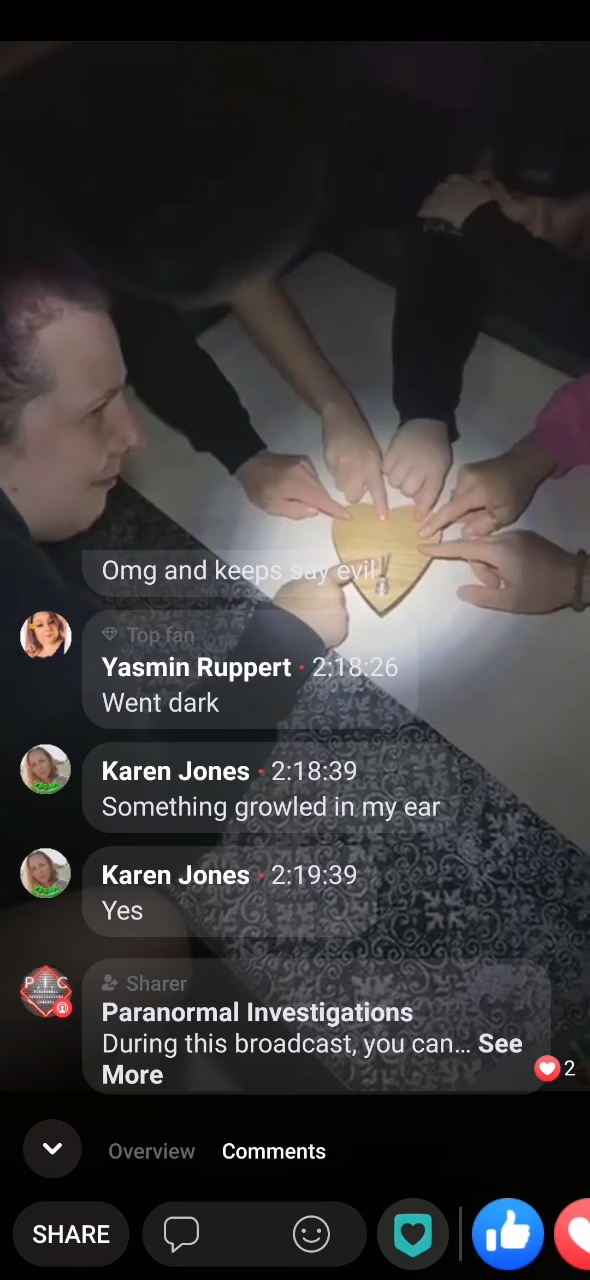 Omg and keeps say evil
Top fan
Yasmin Ruppert · 2:18:26
Went dark
Karen Jones · 2:18:39
Something growled in my ear
Karen Jones · 2:19:39
Yes
P I C
Sharer
Paranormal Investigations
During this broadcast, you can... See
More
2
Overview Comments
SHARE